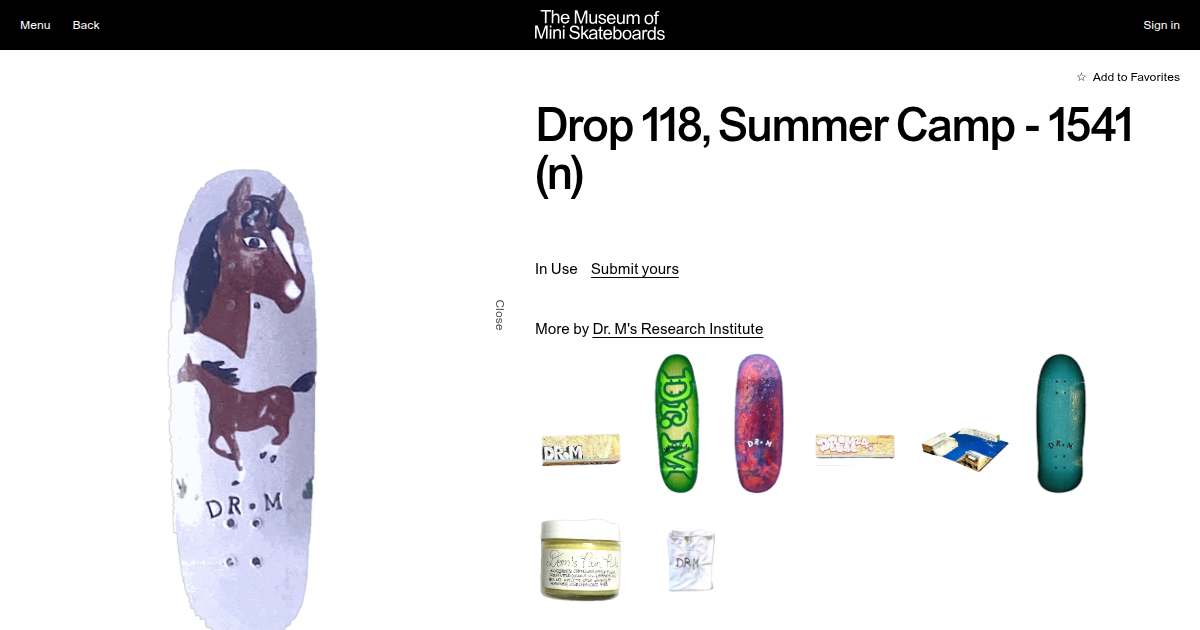 Menu
Back
The Museum of
Mini Skateboards
Sign in
☆ Add to Favorites
Drop 118, Summer Camp - 1541
(n)
In Use
Submit yours
Close
More by Dr. M's Research Institute
DR•M
DR.M
Dr. M
DR•M
DR•M
DRM